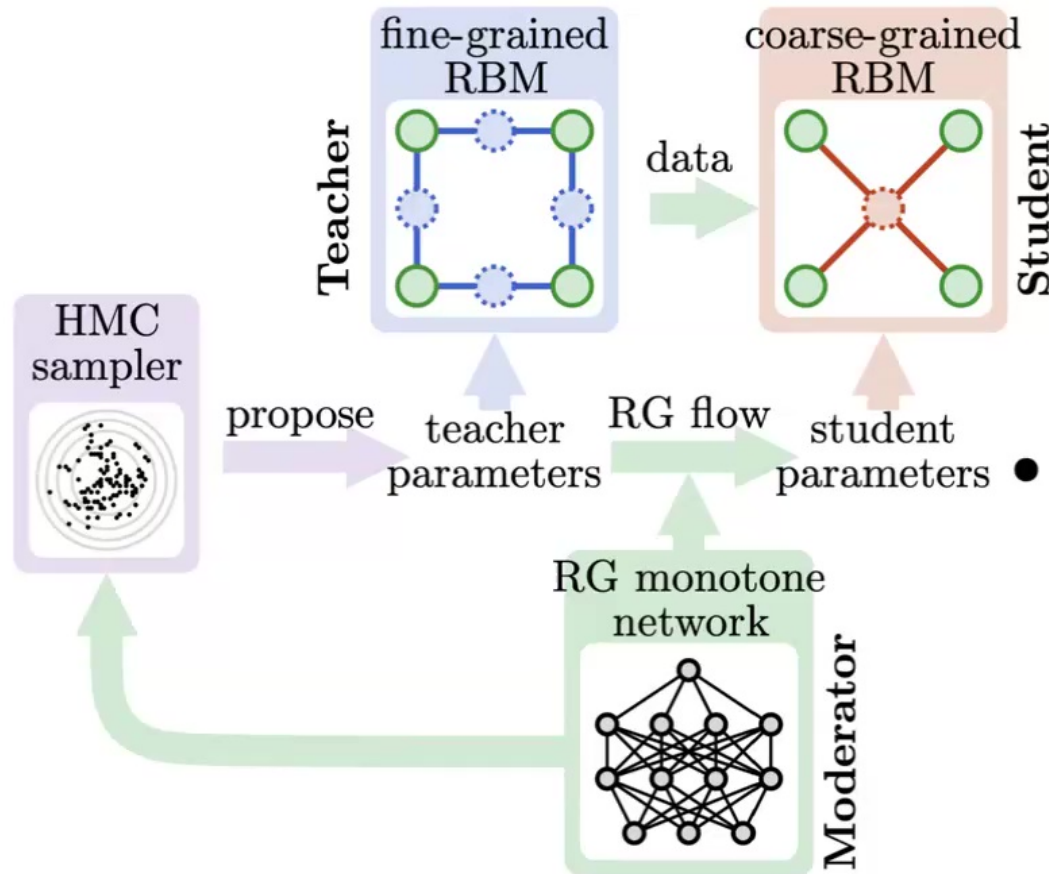 fine-grained
RBM
coarse-grained
RBM
Teacher
data
Student
HMC
sampler
propose
teacher
parameters
RG flow
student
parameters
RG monotone
network
Moderator